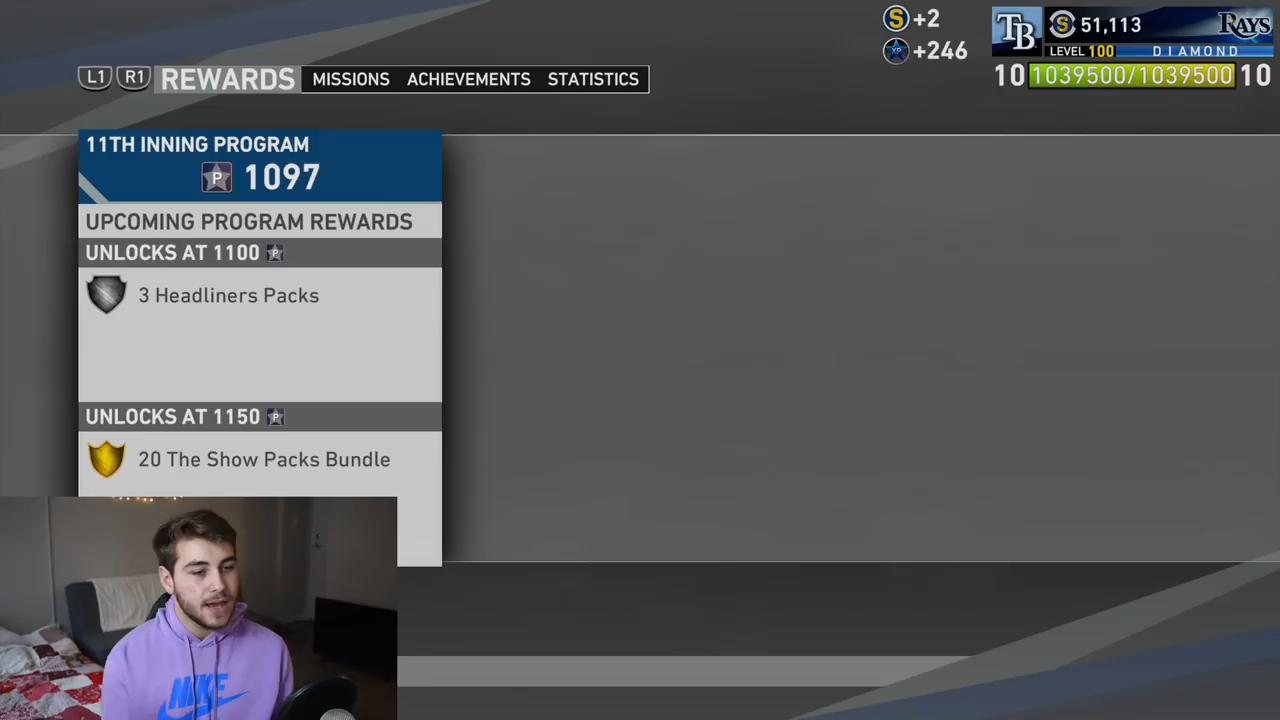 S +2
TB S 51,113 RAYS
YP +246
LEVEL 100 DIAMOND
10 1039500/1039500 10
L1 R1 REWARDS MISSIONS ACHIEVEMENTS STATISTICS
11TH INNING PROGRAM
P 1097
UPCOMING PROGRAM REWARDS
UNLOCKS AT 1100 P
3 Headliners Packs
UNLOCKS AT 1150 P
20 The Show Packs Bundle
NIKE